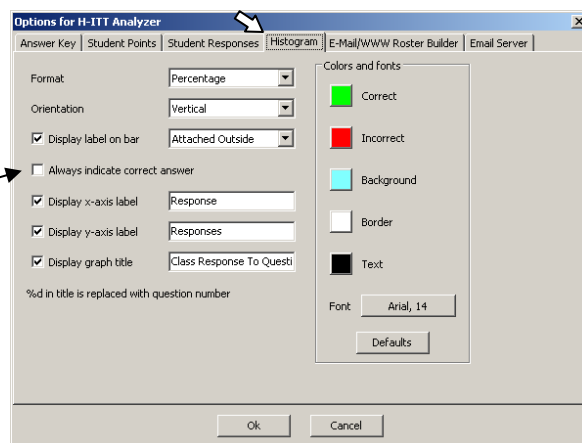 Options for H-ITT Analyzer
Answer Key Student Points Student Responses Histogram E-Mail/WWW Roster Builder Email Server
Format Percentage
Orientation Vertical
Display label on bar Attached Outside
Always indicate correct answer
Display x-axis label Response
Display y-axis label Responses
Display graph title Class Response To Questi
%d in title is replaced with question number
Colors and fonts
Correct
Incorrect
Background
Border
Text
Font Arial, 14
Defaults
Ok Cancel